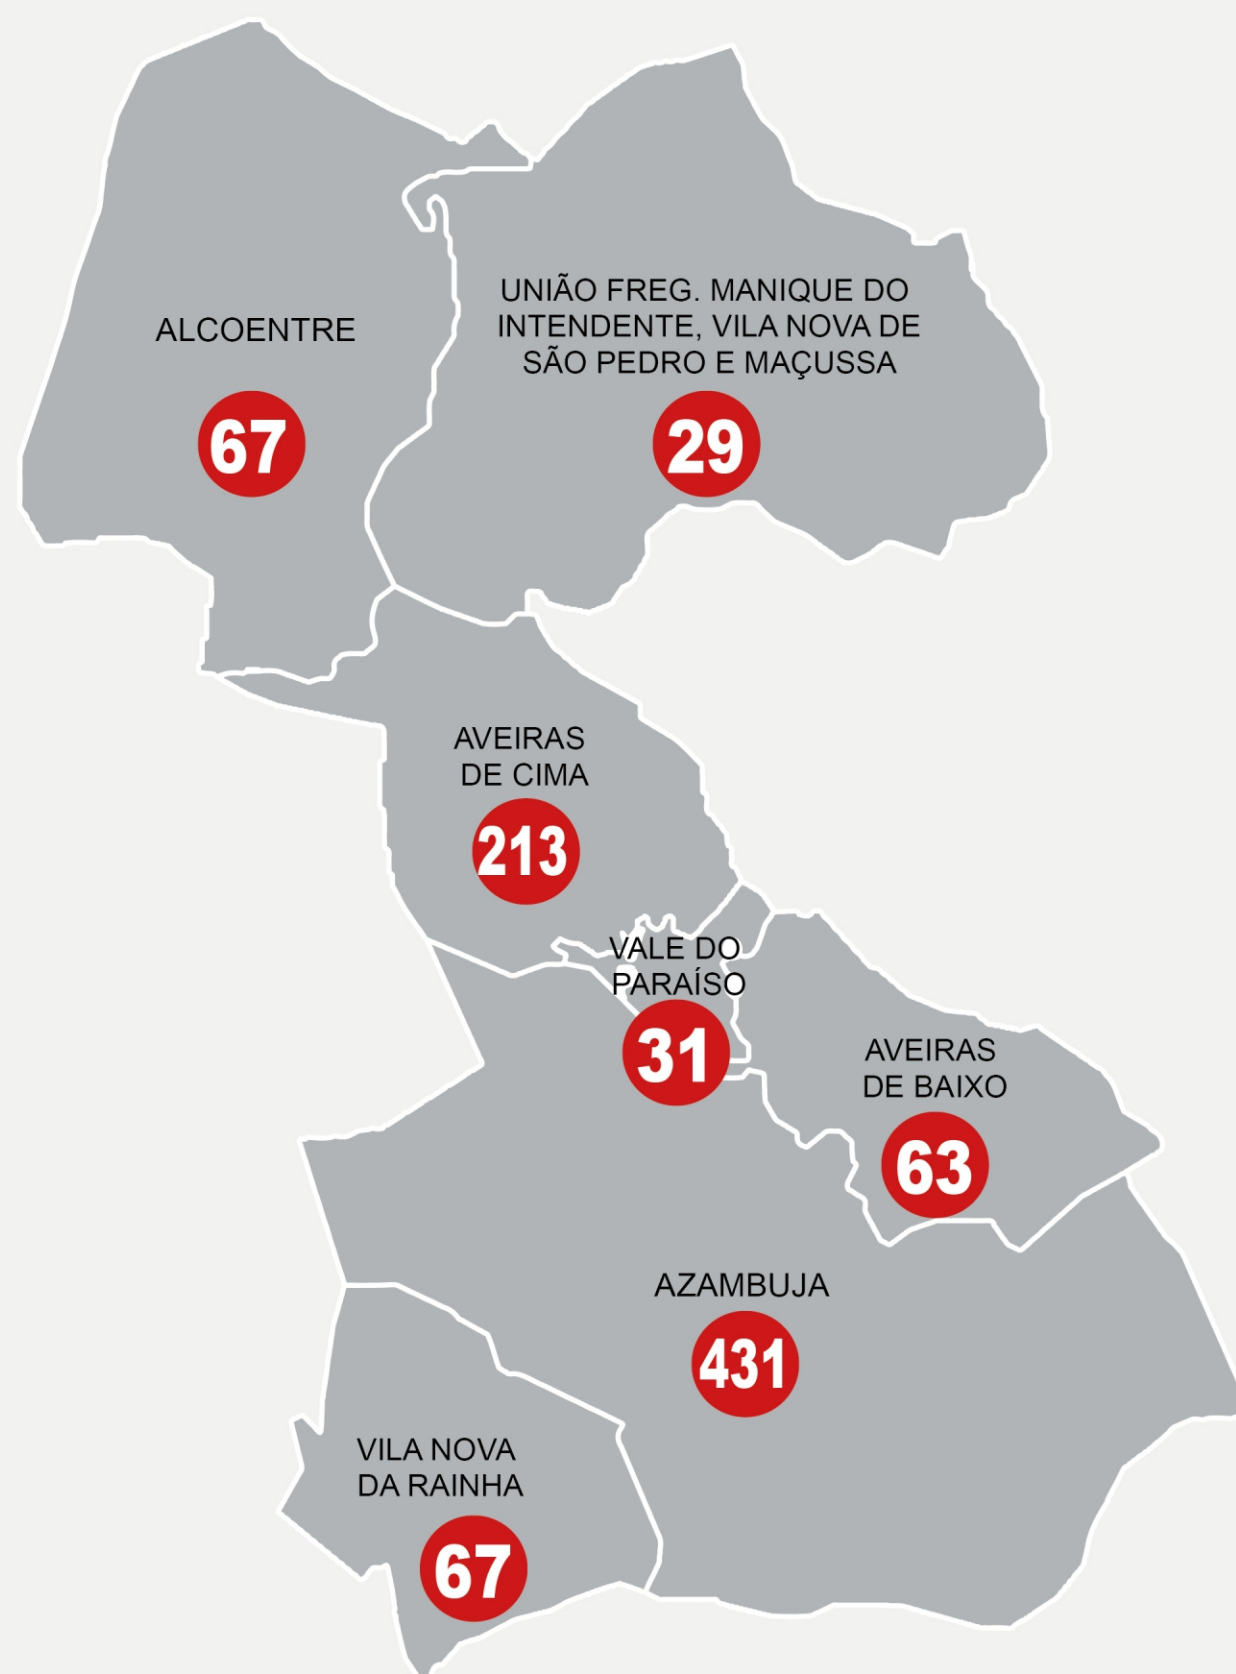 ALCOENTRE
67
UNIÃO FREG. MANIQUE DO
INTENDENTE, VILA NOVA DE
SÃO PEDRO E MAÇUSSA
29
AVEIRAS
DE CIMA
213
VALE DO
PARAÍSO
31
AVEIRAS
DE BAIXO
63
AZAMBUJA
431
VILA NOVA
DA RAINHA
67